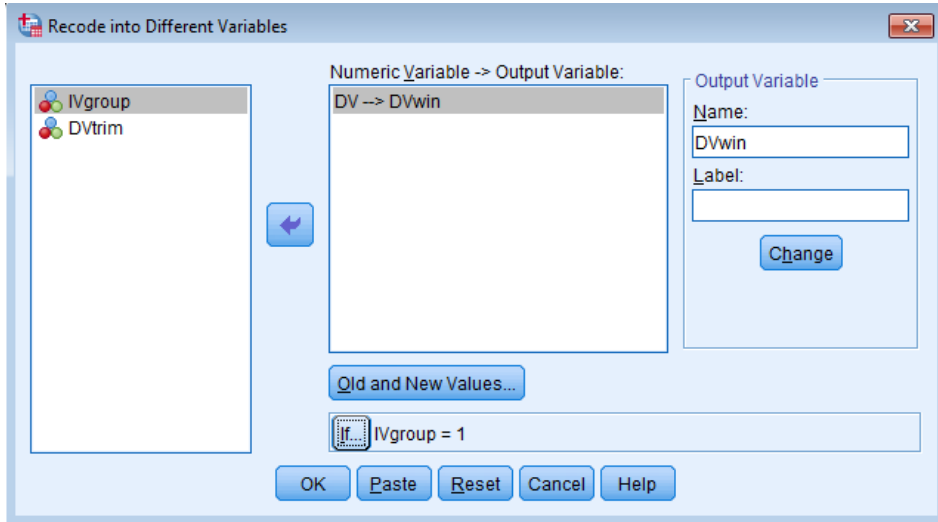 Recode into Different Variables
IVgroup
DVtrim
Numeric Variable -> Output Variable:
DV --> DVwin
Output Variable
Name:
DVwin
Label:
Change
Old and New Values...
If... IVgroup = 1
OK Paste Reset Cancel Help